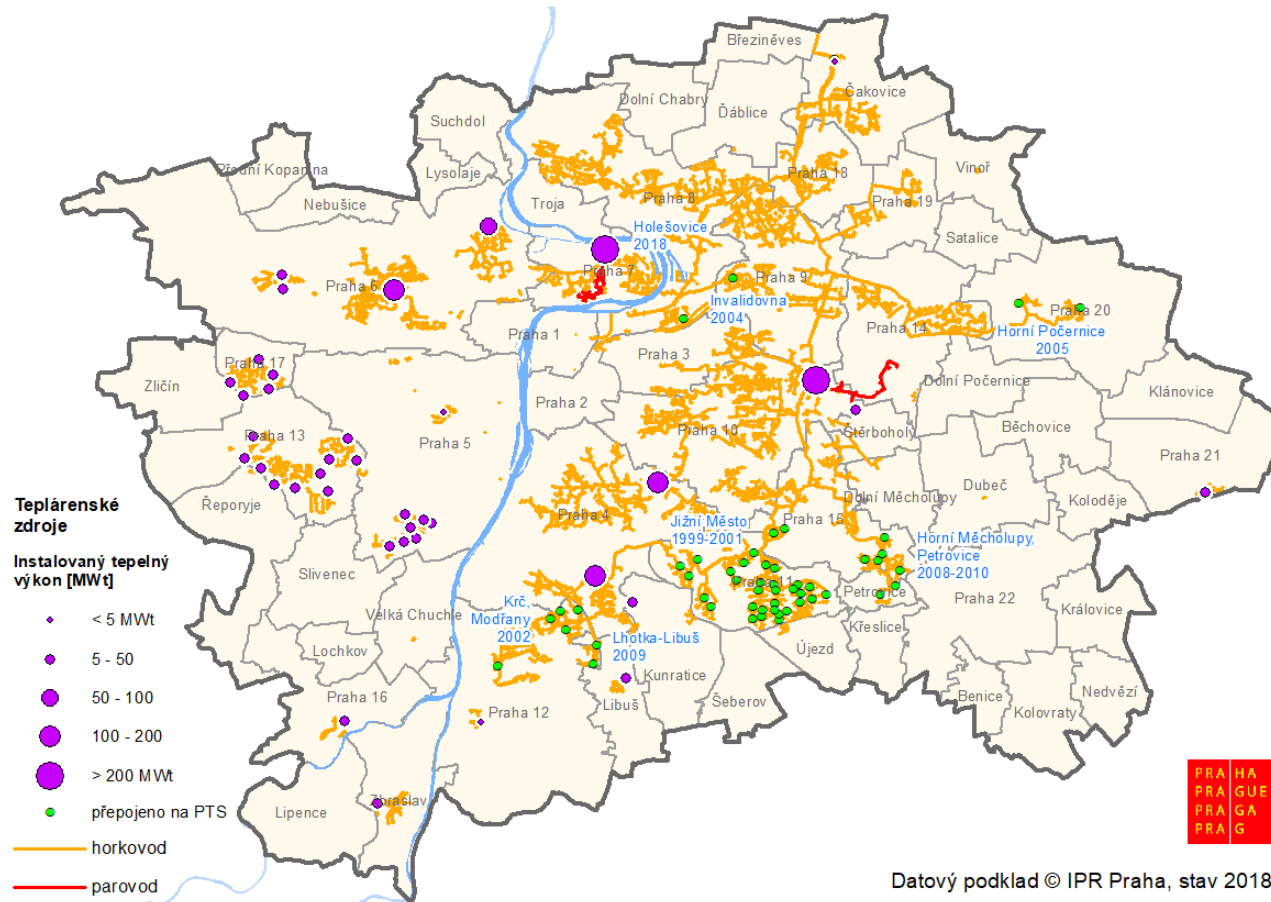 Březiněves
Čakovice
Dolní Chabry
Ďáblice
Suchdol
Lysolaje
Přední Kopanina
Nebušice
Vinoř
Praha 18
Praha 8
Praha 19
Troja
Holešovice
2018
Satalice
Praha 7
Praha 9
Praha 6
Invalidovna
2004
Praha 20
Horní Počernice
2005
Praha 14
Praha 1
Praha 3
Praha 17
Zličín
Dolní Počernice
Klánovice
Praha 2
Štěrboholy
Běchovice
Praha 10
Praha 13
Praha 5
Praha 21
Dubeč
Koloděje
Řeporyje
Dolní Měcholupy
Praha 4
Praha 15
Jižní Město,
1999-2001
Horní Měcholupy,
Petrovice
2008-2010
Slivenec
Praha 11
Petrovice
Praha 22
Královice
Velká Chuchle
Krč,
Modřany
2002
Křeslice
Lhotka-Libuš
2009
Újezd
Lochkov
Kunratice
Šeberov
Benice
Nedvězí
Kolovraty
Praha 16
Libuš
Praha 12
Lipence
Zbraslav
Teplárenské
zdroje
Instalovaný tepelný
výkon [MWt]
< 5 MWt
5 - 50
50 - 100
100 - 200
> 200 MWt
přepojeno na PTS
horkovod
parovod
PRA HA
PRA GUE
PRA GA
PRA G
Datový podklad © IPR Praha, stav 2018